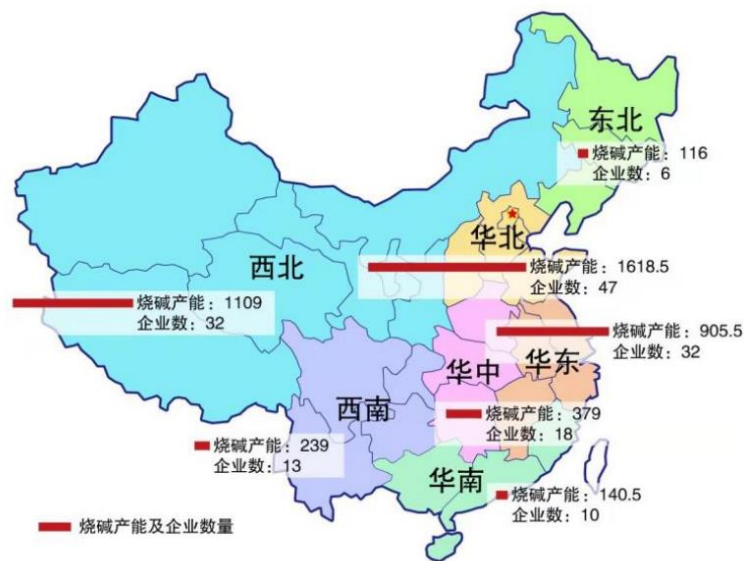 东北
烧碱产能：116
企业数：6
华北
烧碱产能：1618.5
企业数：47
西北
烧碱产能：1109
企业数：32
烧碱产能：905.5
企业数：32
华东
华中
西南
烧碱产能：379
企业数：18
烧碱产能：239
企业数：13
华南
烧碱产能：140.5
企业数：10
烧碱产能及企业数量